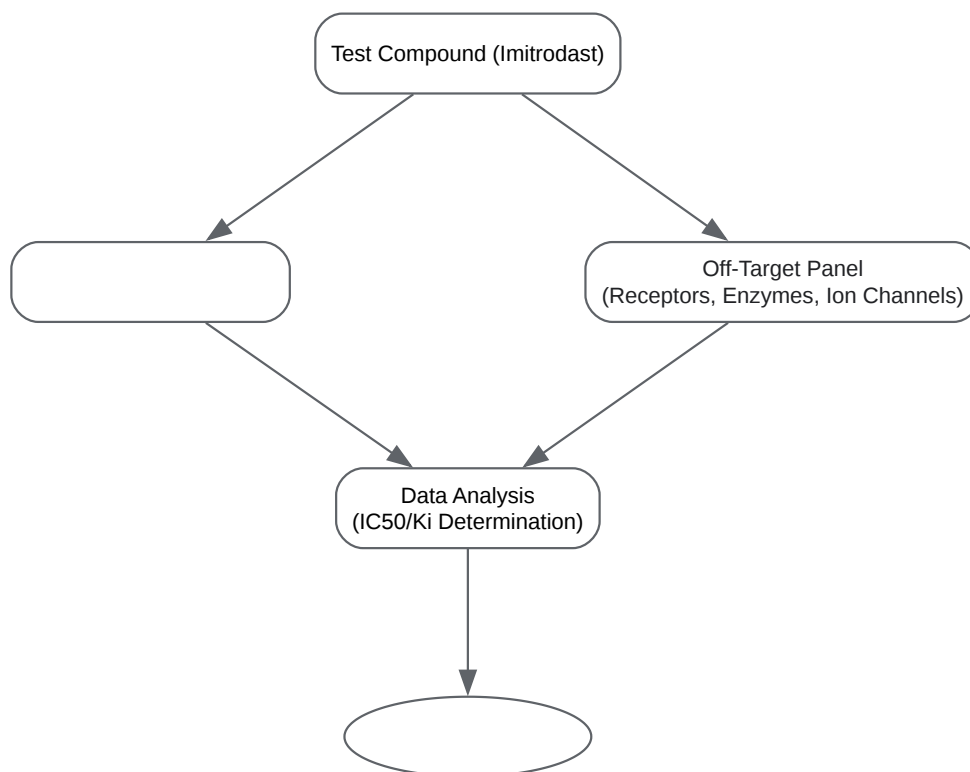 Test Compound (Imitrodast)
Off-Target Panel
(Receptors, Enzymes, Ion Channels)
Data Analysis
(IC50/Ki Determination)